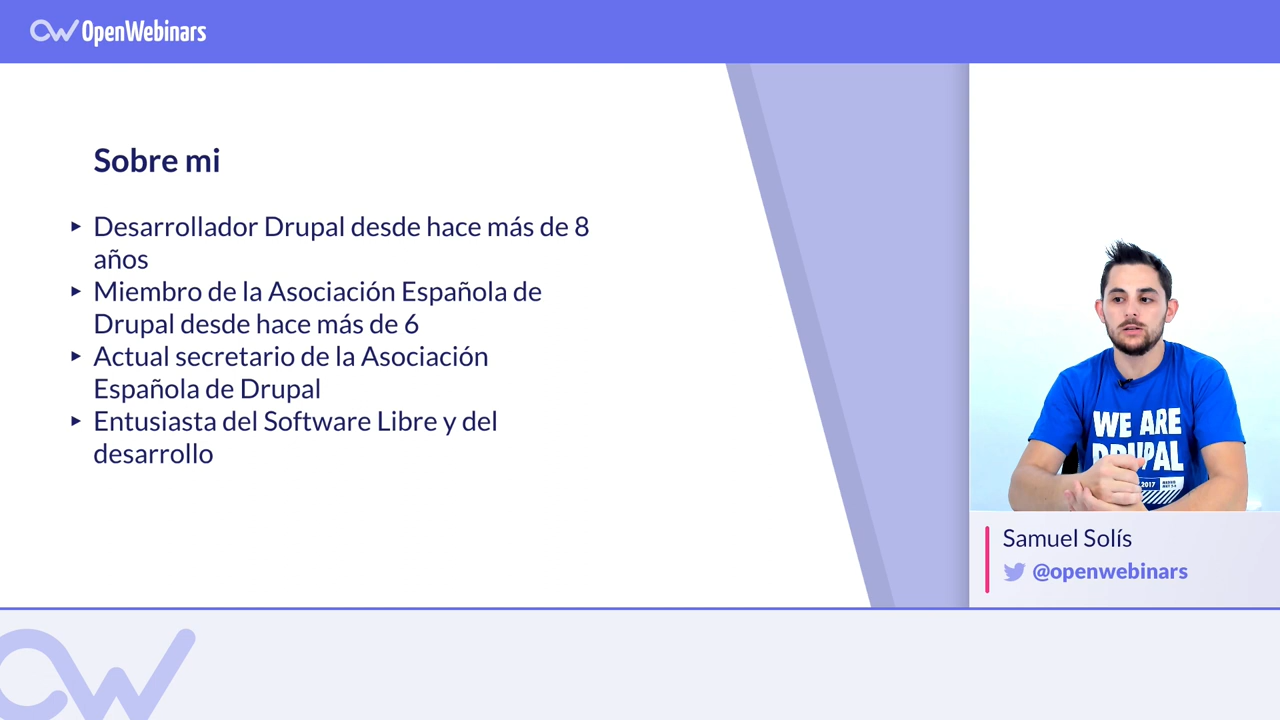 OpenWebinars
Sobre mi
Desarrollador Drupal desde hace más de 8
años
Miembro de la Asociación Española de
Drupal desde hace más de 6
Actual secretario de la Asociación
Española de Drupal
Entusiasta del Software Libre y del
desarrollo
WE ARE
DRUPAL
2017
Samuel Solís
@openwebinars